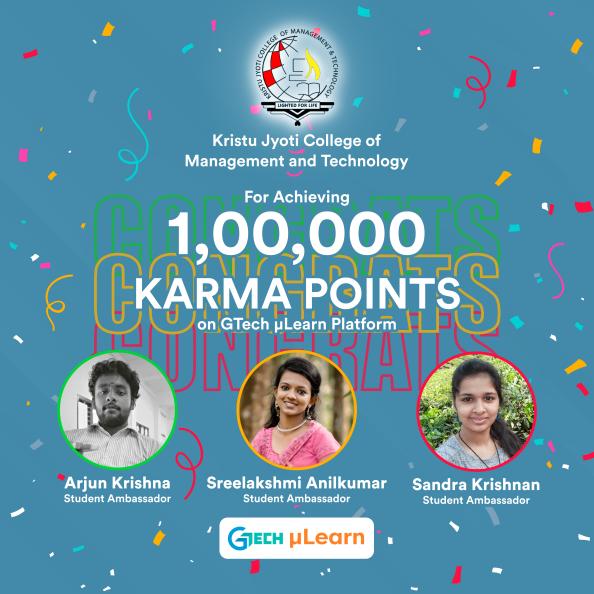 KRISTU JYOTI COLLEGE OF MANAGEMENT & TECHNOLOGY
LIGHTED FOR LIFE
Kristu Jyoti College of
Management and Technology
For Achieving
CONGRATS
1,00,000
CONGRATS
KARMA POINTS
on GTech µLearn Platform
CONGRATS
Arjun Krishna
Student Ambassador
Sreelakshmi Anilkumar
Student Ambassador
Sandra Krishnan
Student Ambassador
GTECH µLearn